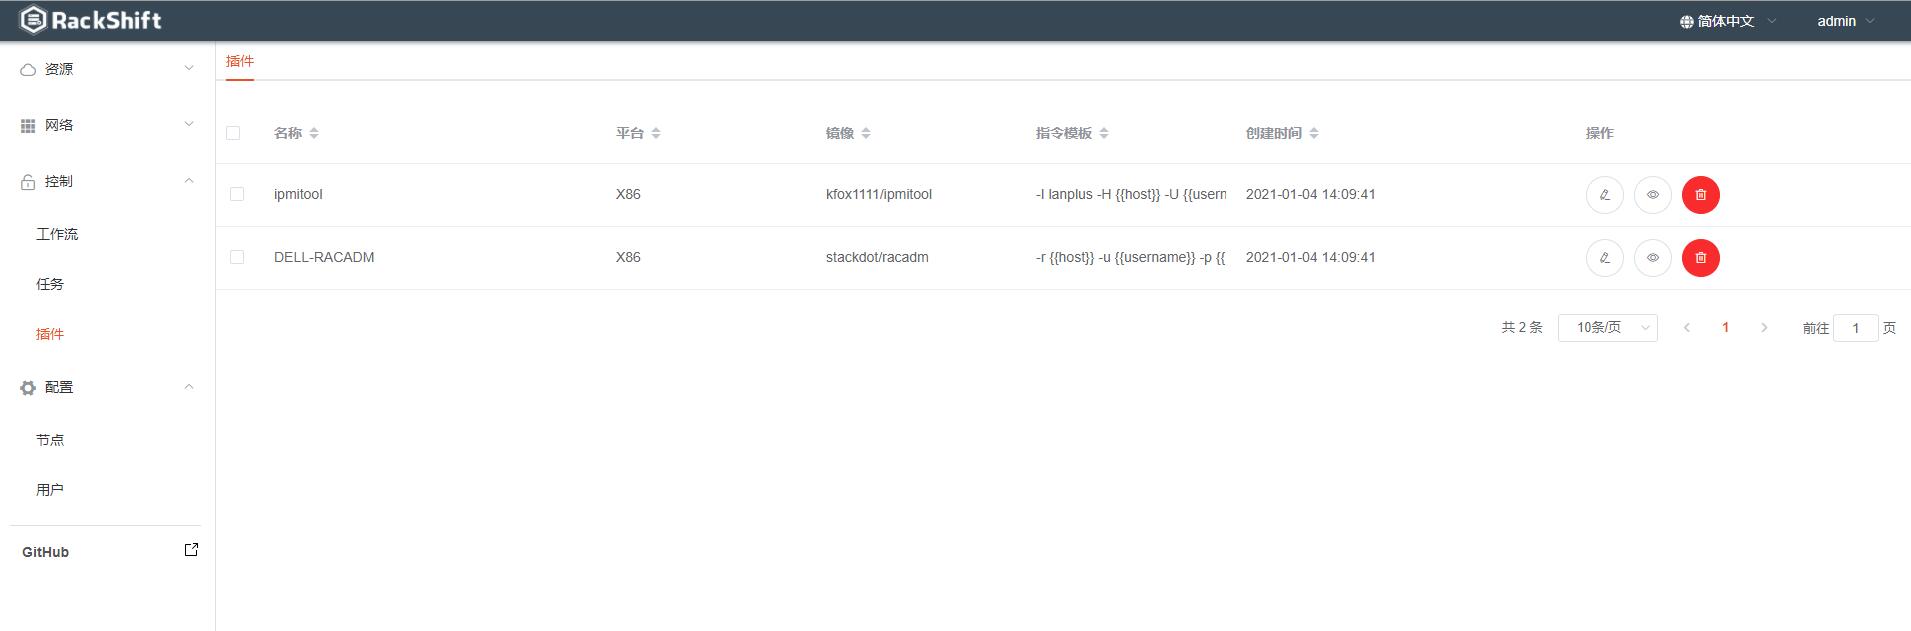 RackShift
简体中文
admin
资源
网络
控制
工作流
任务
插件
配置
节点
用户
GitHub
插件
名称 平台 镜像 指令模板 创建时间 操作
ipmitool X86 kfox1111/ipmitool -I lanplus -H {{host}} -U {{usern 2021-01-04 14:09:41
DELL-RACADM X86 stackdot/racadm -r {{host}} -u {{username}} -p {{ 2021-01-04 14:09:41
共 2 条 10条/页 1 前往 1 页